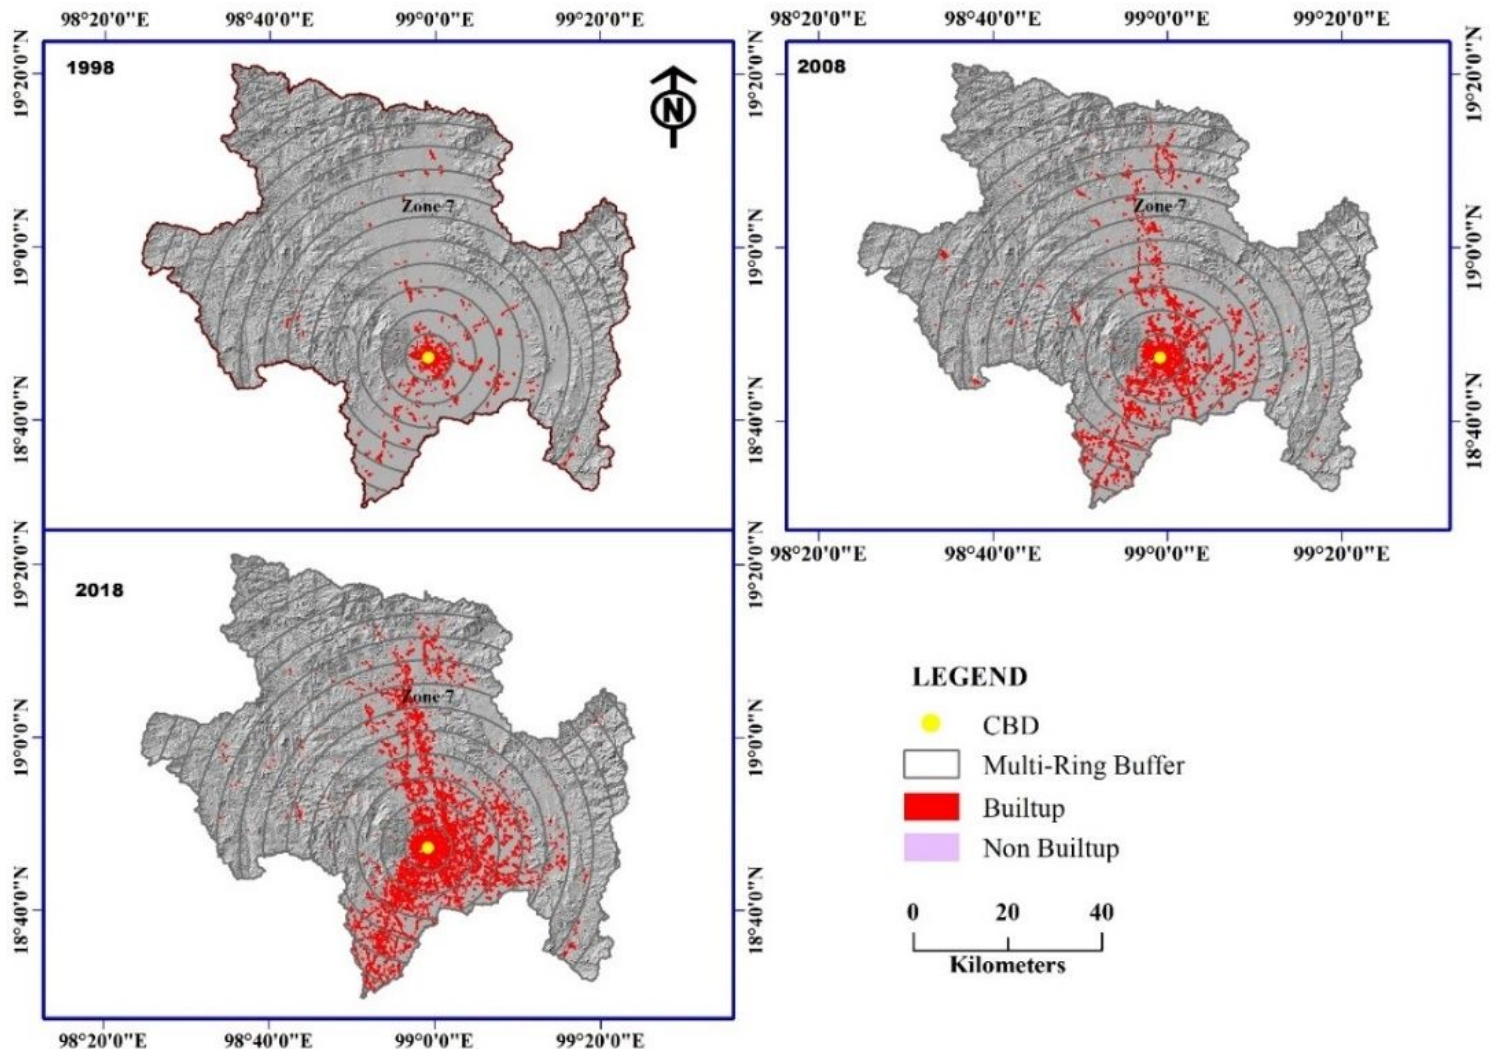 98°20'0"E 98°40'0"E 99°0'0"E 99°20'0"E 98°20'0"E 98°40'0"E 99°0'0"E 99°20'0"E
19°20'0"N 19°20'0"N 19°20'0"N
1998 N 2008
Zone 7 Zone 7
19°0'0"N 19°0'0"N 19°0'0"N
18°40'0"N 18°40'0"N 18°40'0"N
98°20'0"E 98°40'0"E 99°0'0"E 99°20'0"E
19°20'0"N 19°20'0"N
2018
Zone 7
19°0'0"N 19°0'0"N
18°40'0"N 18°40'0"N
98°20'0"E 98°40'0"E 99°0'0"E 99°20'0"E
LEGEND
CBD
Multi-Ring Buffer
Builtup
Non Builtup
0 20 40
Kilometers